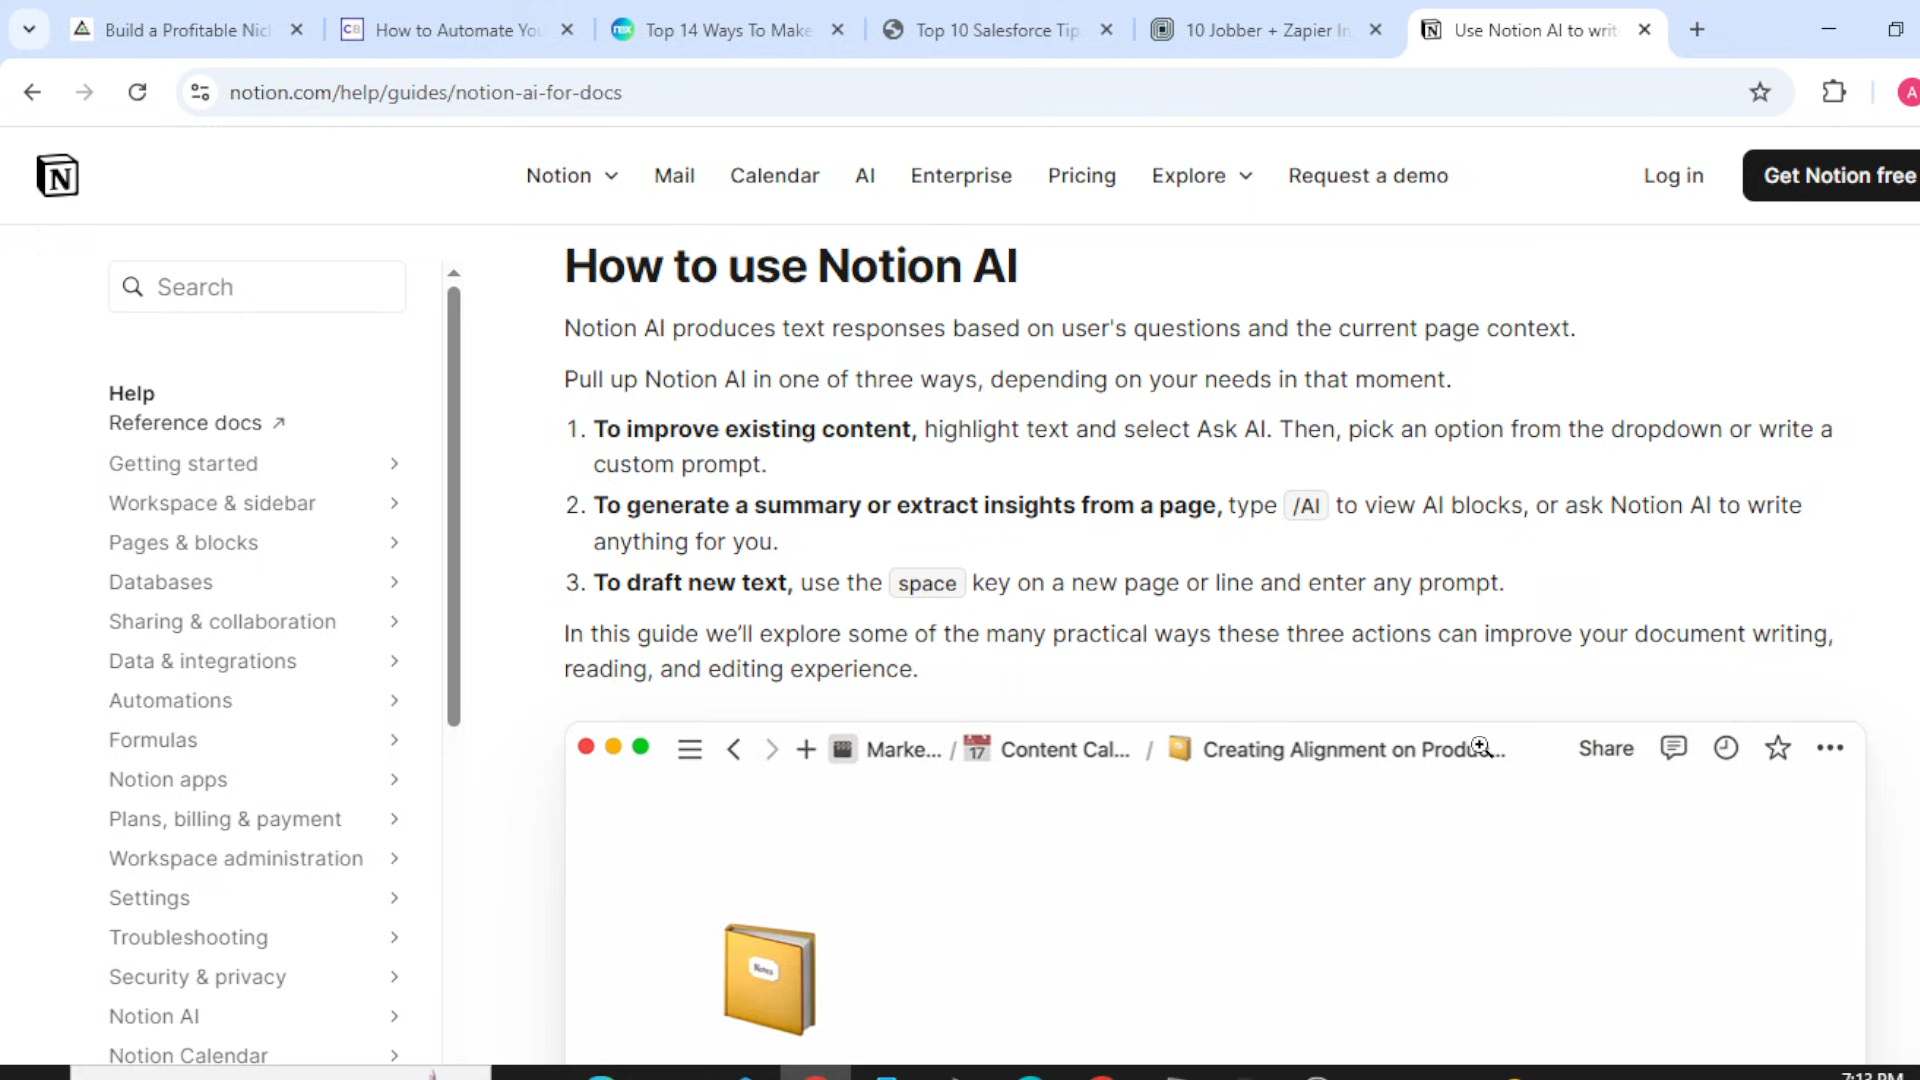 Build a Profitable Nic
How to Automate You
Top 14 Ways To Make
Top 10 Salesforce Tip
10 Jobber + Zapier In
Use Notion AI to writ
notion.com/help/guides/notion-ai-for-docs
A
N
Notion
Mail
Calendar
AI
Enterprise
Pricing
Explore
Request a demo
Log in
Get Notion free
Search
Help
Reference docs ↗
Getting started
Workspace & sidebar
Pages & blocks
Databases
Sharing & collaboration
Data & integrations
Automations
Formulas
Notion apps
Plans, billing & payment
Workspace administration
Settings
Troubleshooting
Security & privacy
Notion AI
Notion Calendar
How to use Notion AI
Notion AI produces text responses based on user's questions and the current page context.
Pull up Notion AI in one of three ways, depending on your needs in that moment.
1. To improve existing content, highlight text and select Ask AI. Then, pick an option from the dropdown or write a
custom prompt.
2. To generate a summary or extract insights from a page, type /AI to view AI blocks, or ask Notion AI to write
anything for you.
3. To draft new text, use the space key on a new page or line and enter any prompt.
In this guide we’ll explore some of the many practical ways these three actions can improve your document writing,
reading, and editing experience.
Marke... / 17 Content Cal... / Creating Alignment on Produc...
Share
Notes
7:13 PM